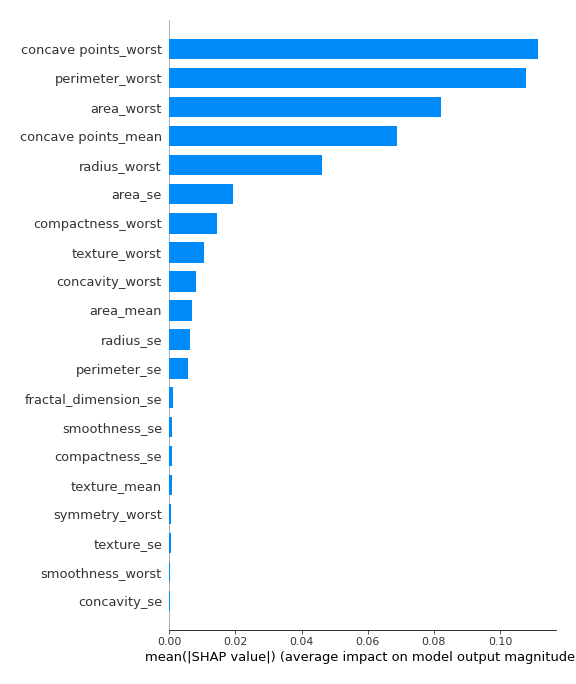 concave points_worst
perimeter_worst
area_worst
concave points_mean
radius_worst
area_se
compactness_worst
texture_worst
concavity_worst
area_mean
radius_se
perimeter_se
fractal_dimension_se
smoothness_se
compactness_se
texture_mean
symmetry_worst
texture_se
smoothness_worst
concavity_se
0.00 0.02 0.04 0.06 0.08 0.10
mean(|SHAP value|) (average impact on model output magnitude